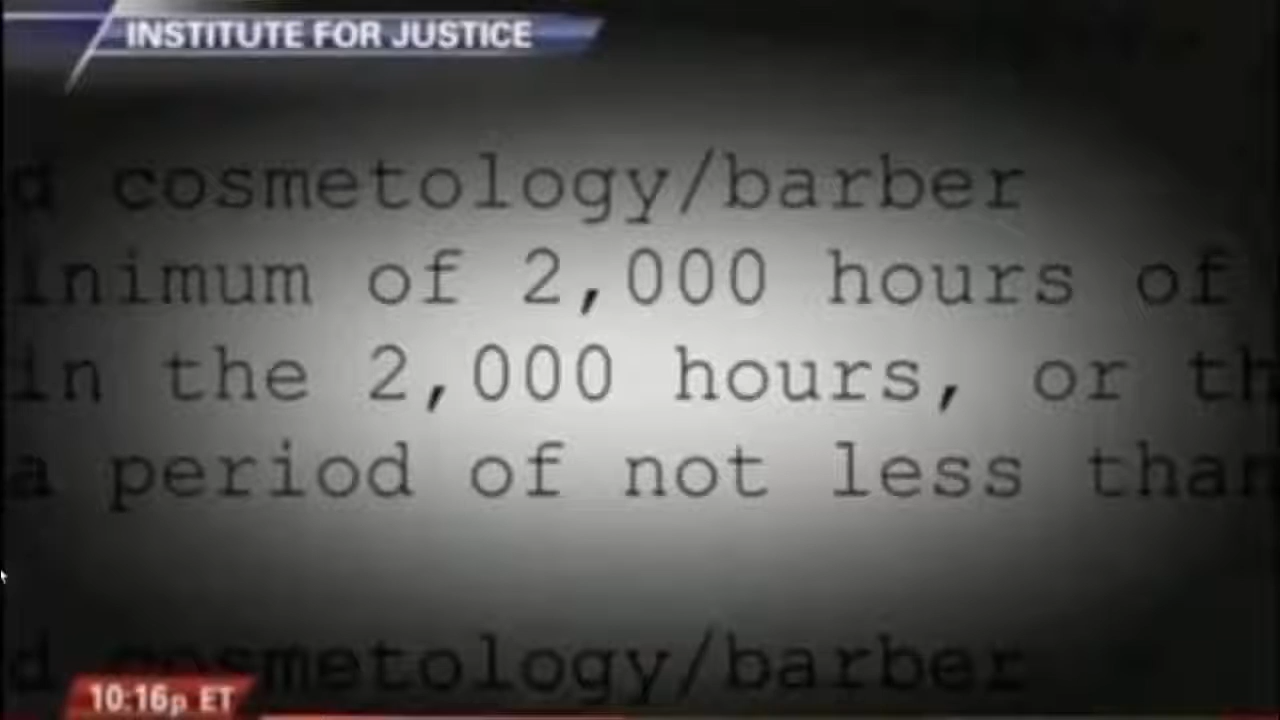 INSTITUTE FOR JUSTICE
d cosmetology/barber
inimum of 2,000 hours of
in the 2,000 hours, or th
a period of not less than
d cosmetology/barber
10:16p ET